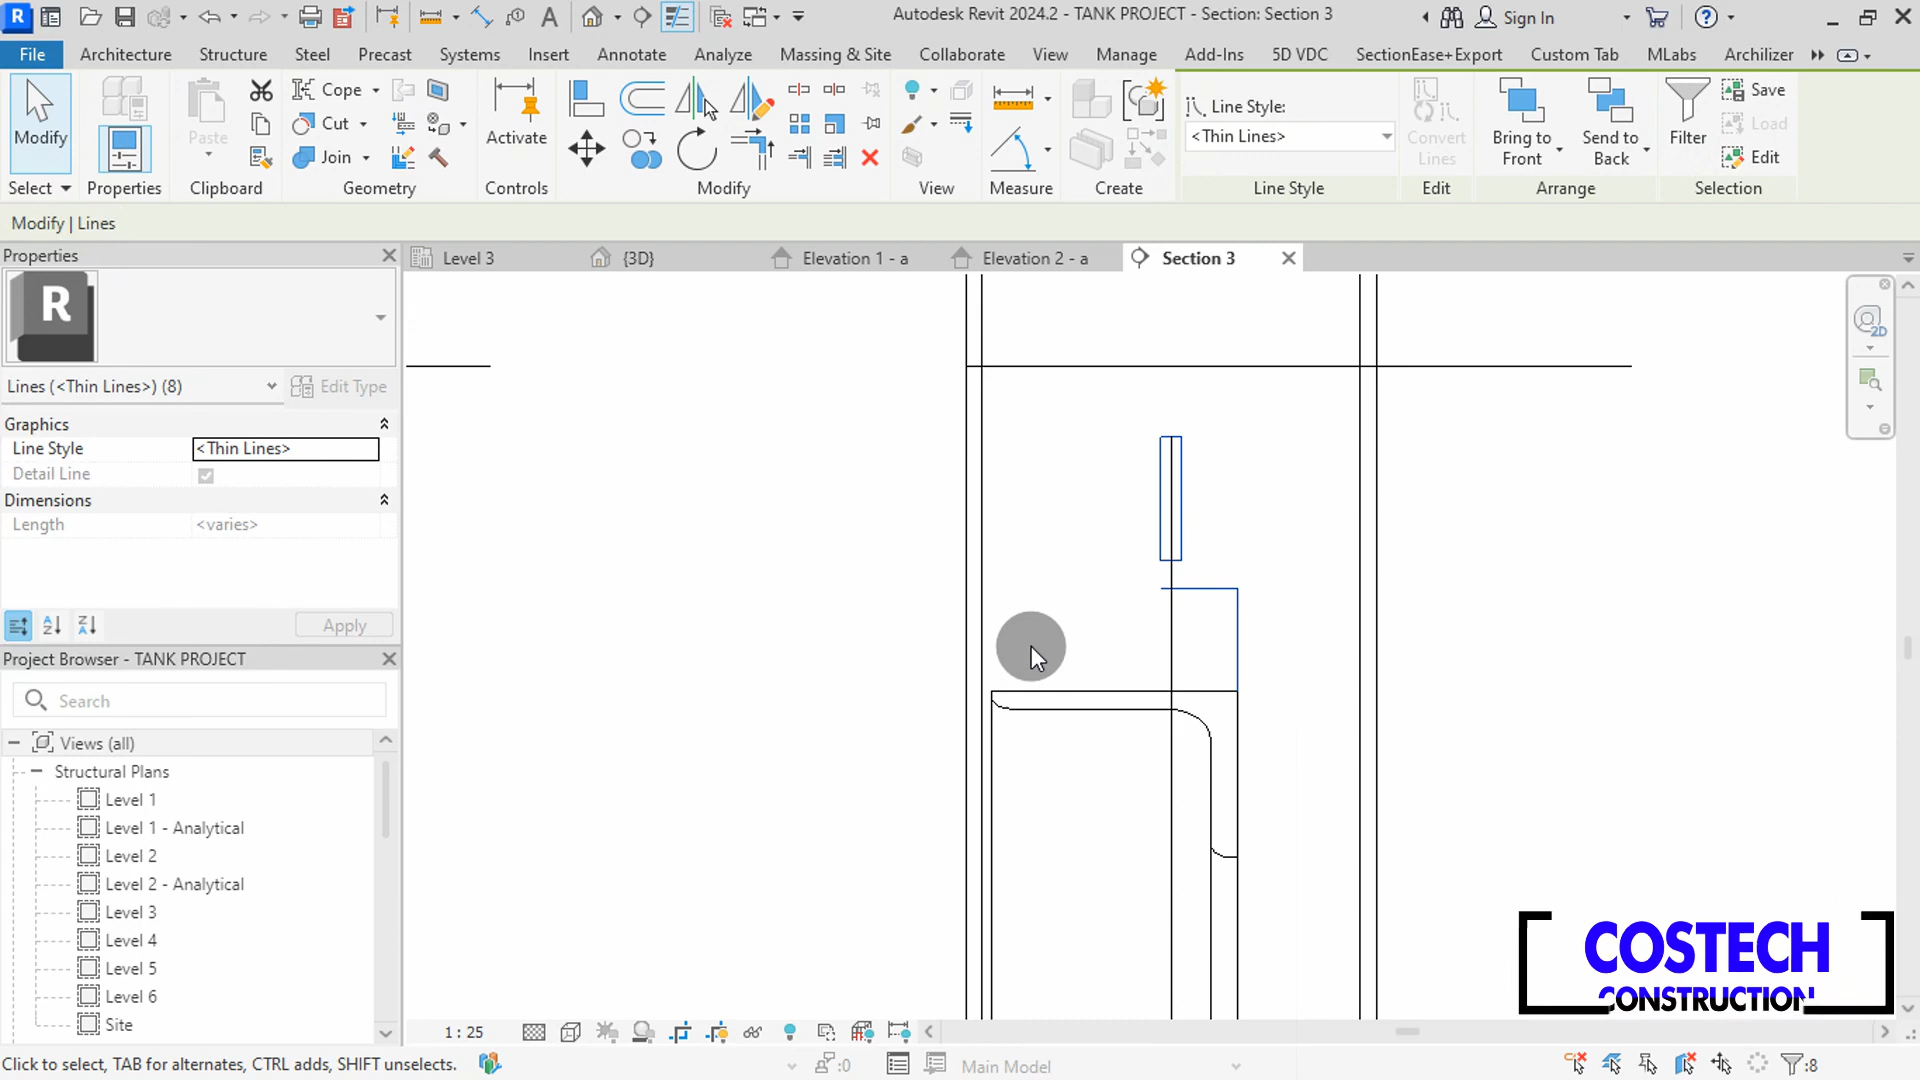 Autodesk Revit 2024.2 - TANK PROJECT - Section: Section 3
Sign In
File Architecture Structure Steel Precast Systems Insert Annotate Analyze Massing & Site Collaborate View Manage Add-Ins 5D VDC SectionEase+Export Custom Tab MLabs Archilizer
Modify
Paste
Cope
Cut
Join
Activate
Line Style:
<Thin Lines>
Convert Lines
Bring to Front
Send to Back
Filter
Save
Load
Edit
Select Properties Clipboard Geometry Controls Modify View Measure Create Line Style Edit Arrange Selection
Modify | Lines
Properties
Level 3 {3D} Elevation 1 - a Elevation 2 - a Section 3
R
Lines (<Thin Lines>) (8)
Edit Type
Graphics
Line Style <Thin Lines>
Detail Line
Dimensions
Length <varies>
Apply
Project Browser - TANK PROJECT
Search
Views (all)
Structural Plans
Level 1
Level 1 - Analytical
Level 2
Level 2 - Analytical
Level 3
Level 4
Level 5
Level 6
Site
COSTECH
CONSTRUCTION
1 : 25
Click to select, TAB for alternates, CTRL adds, SHIFT unselects.
:0
Main Model
:8